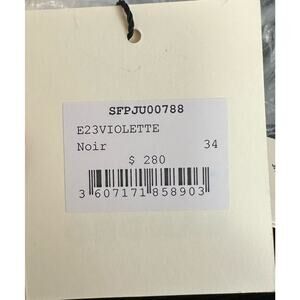 SFPJU00788
E23VIOLETTE
Noir 34
$ 280
3 607171 858903